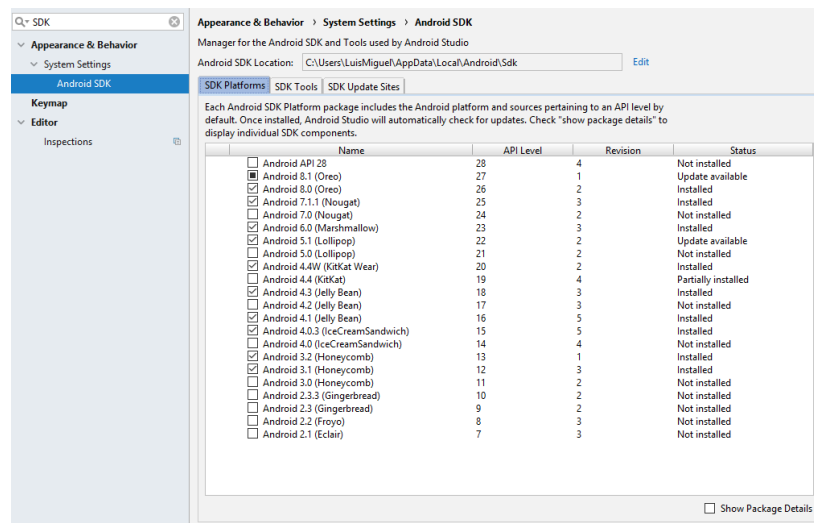 SDK
Appearance & Behavior
System Settings
Android SDK
Keymap
Editor
Inspections
Appearance & Behavior > System Settings > Android SDK
Manager for the Android SDK and Tools used by Android Studio
Android SDK Location: C:\Users\LuisMiguel\AppData\Local\Android\Sdk Edit
SDK Platforms SDK Tools SDK Update Sites
Each Android SDK Platform package includes the Android platform and sources pertaining to an API level by
default. Once installed, Android Studio will automatically check for updates. Check "show package details" to
display individual SDK components.
Name API Level Revision Status
Android API 28 28 4 Not installed
Android 8.1 (Oreo) 27 1 Update available
Android 8.0 (Oreo) 26 2 Installed
Android 7.1.1 (Nougat) 25 3 Installed
Android 7.0 (Nougat) 24 2 Not installed
Android 6.0 (Marshmallow) 23 3 Installed
Android 5.1 (Lollipop) 22 2 Update available
Android 5.0 (Lollipop) 21 2 Not installed
Android 4.4W (KitKat Wear) 20 2 Installed
Android 4.4 (KitKat) 19 4 Partially installed
Android 4.3 (Jelly Bean) 18 3 Installed
Android 4.2 (Jelly Bean) 17 3 Not installed
Android 4.1 (Jelly Bean) 16 5 Installed
Android 4.0.3 (IceCreamSandwich) 15 5 Installed
Android 4.0 (IceCreamSandwich) 14 4 Not installed
Android 3.2 (Honeycomb) 13 1 Installed
Android 3.1 (Honeycomb) 12 3 Installed
Android 3.0 (Honeycomb) 11 2 Not installed
Android 2.3.3 (Gingerbread) 10 2 Not installed
Android 2.3 (Gingerbread) 9 2 Not installed
Android 2.2 (Froyo) 8 3 Not installed
Android 2.1 (Eclair) 7 3 Not installed
Show Package Details